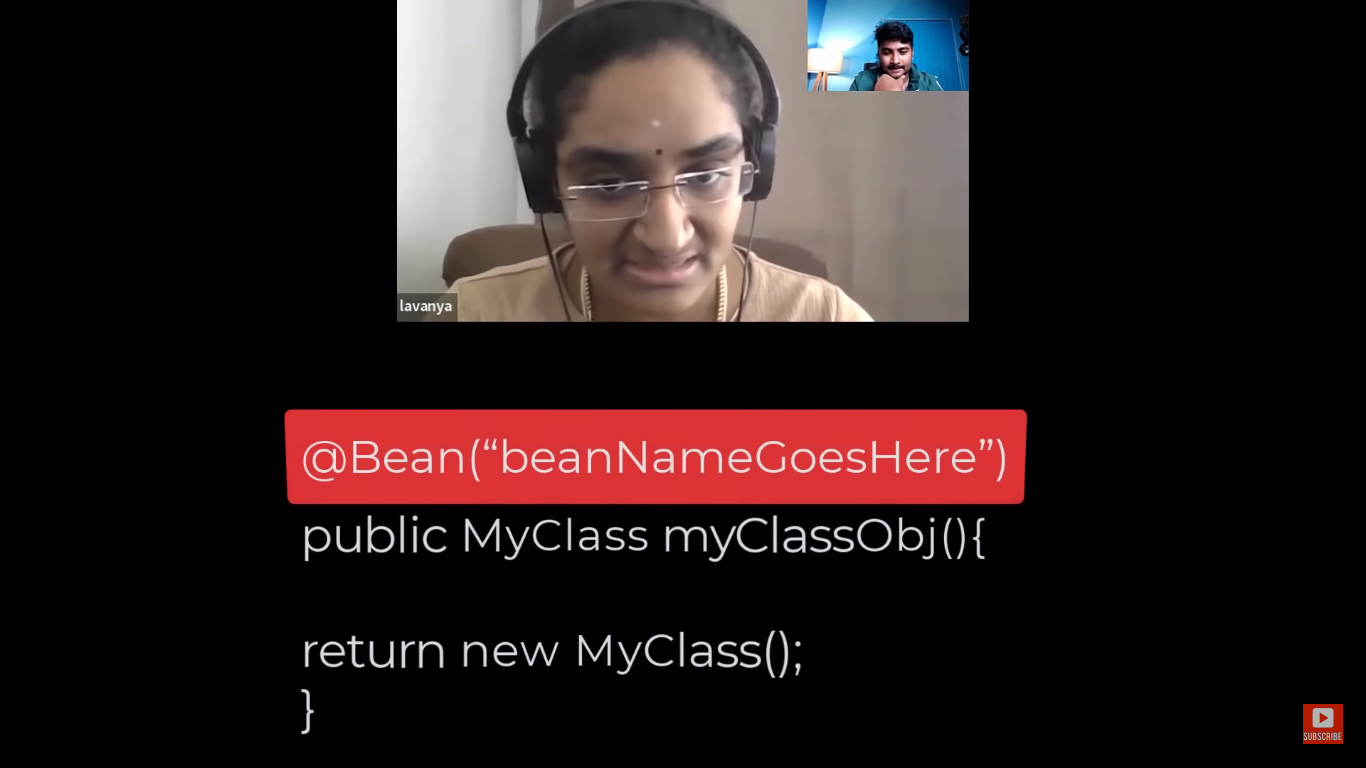 lavanya
@Bean(“beanNameGoesHere”)
public MyClass myClassObj(){
return new MyClass();
}
SUBSCRIBE